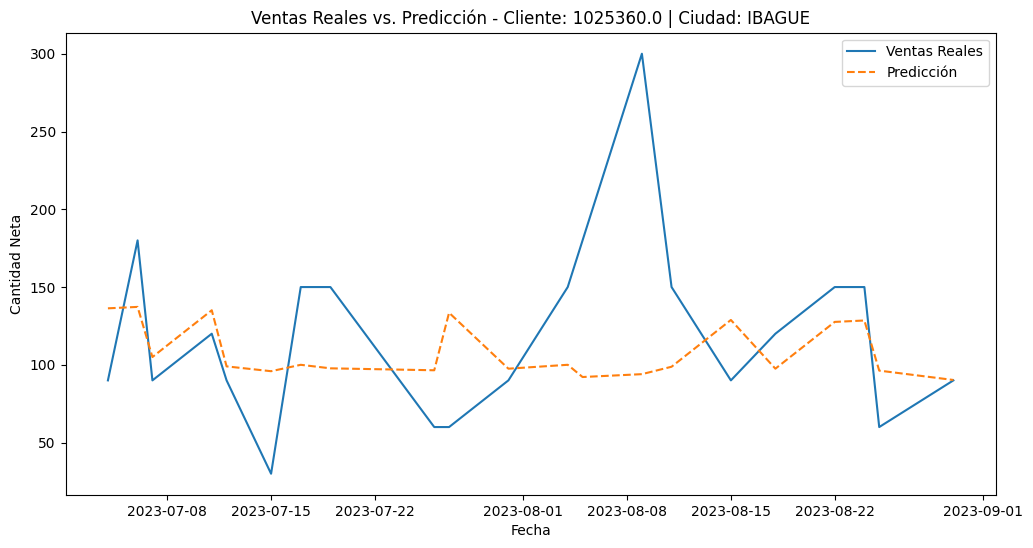 Ventas Reales vs. Predicción - Cliente: 1025360.0 | Ciudad: IBAGUE
Ventas Reales
Predicción
Cantidad Neta
300
250
200
150
100
50
2023-07-08
2023-07-15
2023-07-22
2023-08-01
2023-08-08
2023-08-15
2023-08-22
2023-09-01
Fecha